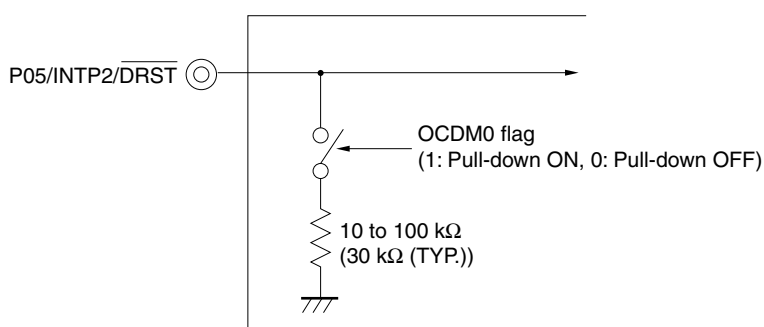 P05/INTP2/DRST
OCDM0 flag
(1: Pull-down ON, 0: Pull-down OFF)
10 to 100 kΩ
(30 kΩ (TYP.))